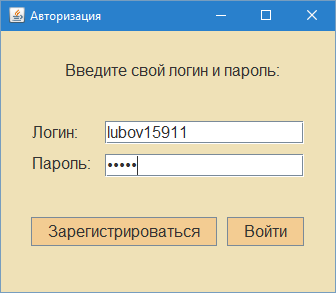 Авторизация
Введите свой логин и пароль:
Логин: lubov15911
Пароль: •••••
Зарегистрироваться Войти